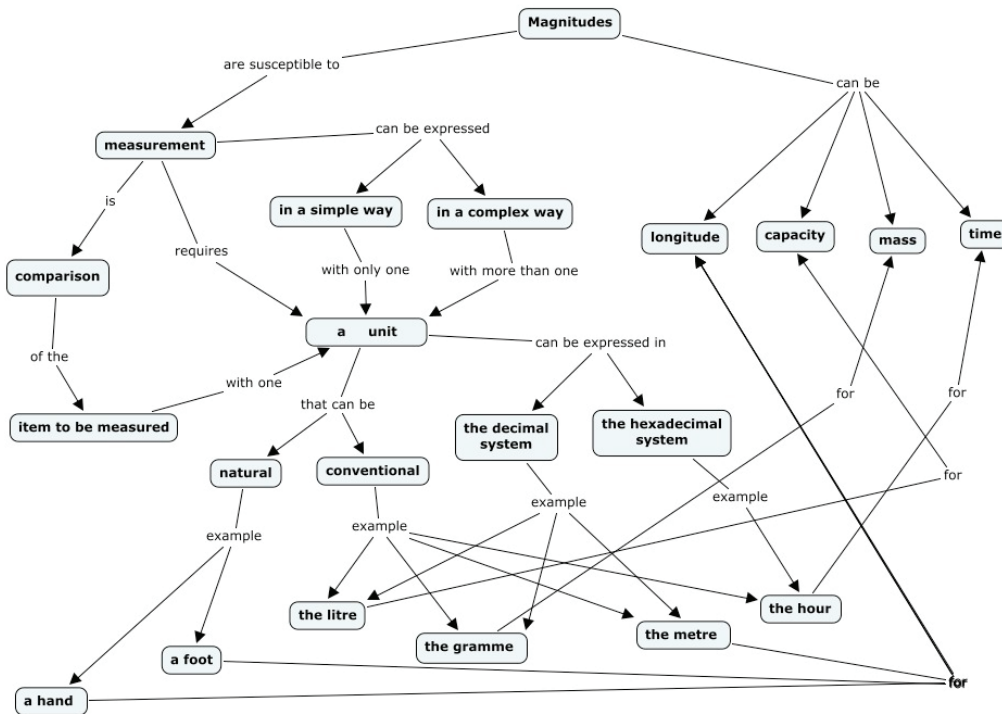 Magnitudes
are susceptible to
can be
measurement
can be expressed
is
in a simple way
in a complex way
requires
longitude
capacity
mass
time
comparison
with only one
with more than one
a unit
of the
can be expressed in
with one
that can be
for
for
item to be measured
the decimal
system
the hexadecimal
system
natural
conventional
for
example
example
example
example
the litre
the hour
the gramme
the metre
a foot
a hand
for